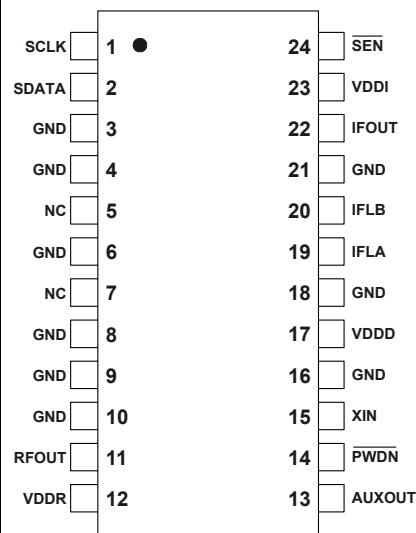 SCLK 1 24 SEN
SDATA 2 23 VDDI
GND 3 22 IFOUT
GND 4 21 GND
NC 5 20 IFLB
GND 6 19 IFLA
NC 7 18 GND
GND 8 17 VDDD
GND 9 16 GND
GND 10 15 XIN
RFOUT 11 14 PWDN
VDDR 12 13 AUXOUT